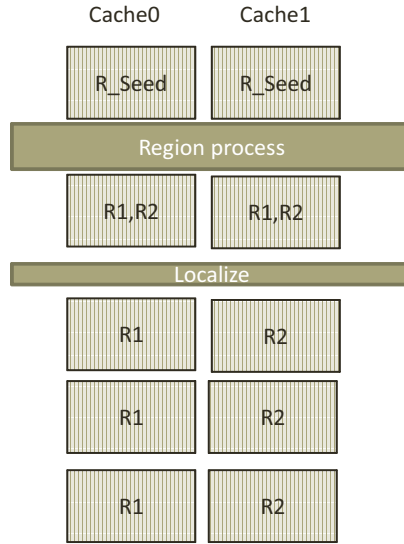 Cache0 Cache1
R_Seed R_Seed
Region process
R1,R2 R1,R2
Localize
R1 R2
R1 R2
R1 R2